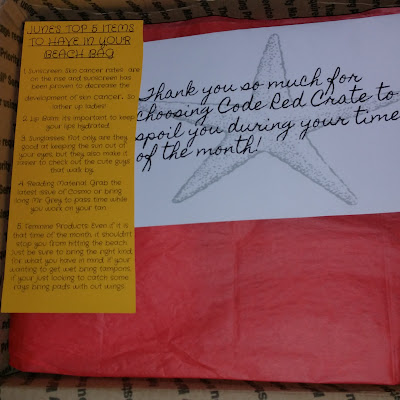 JUNE'S TOP 5 ITEMS
TO HAVE IN YOUR
BEACH BAG
1. Sunscreen: Skin cancer rates are
on the rise and sunscreen has
been proven to decrease the
development of skin cancer, so
lather up ladies!
2. Lip Balm: It's important to keep
your lips hydrated.
3. Sunglasses: Not only are they
good at keeping the sun out of
your eyes, but they also make it
easier to check out the cute guys
that walk by.
4. Reading Material: Grab the
latest issue of Cosmo or bring
long Mr. Grey to pass time while
you work on your tan.
5. Feminine Products: Even if it is
that time of the month, it shouldn't
stop you from hitting the beach.
Just be sure to bring the right kind
for what you have in mind, if your
wanting to get wet bring tampons,
if your just looking to catch some
rays bring pads with out wings.
Thank you so much for
choosing Code Red Crate to
spoil you during your time
of the month!
Priority